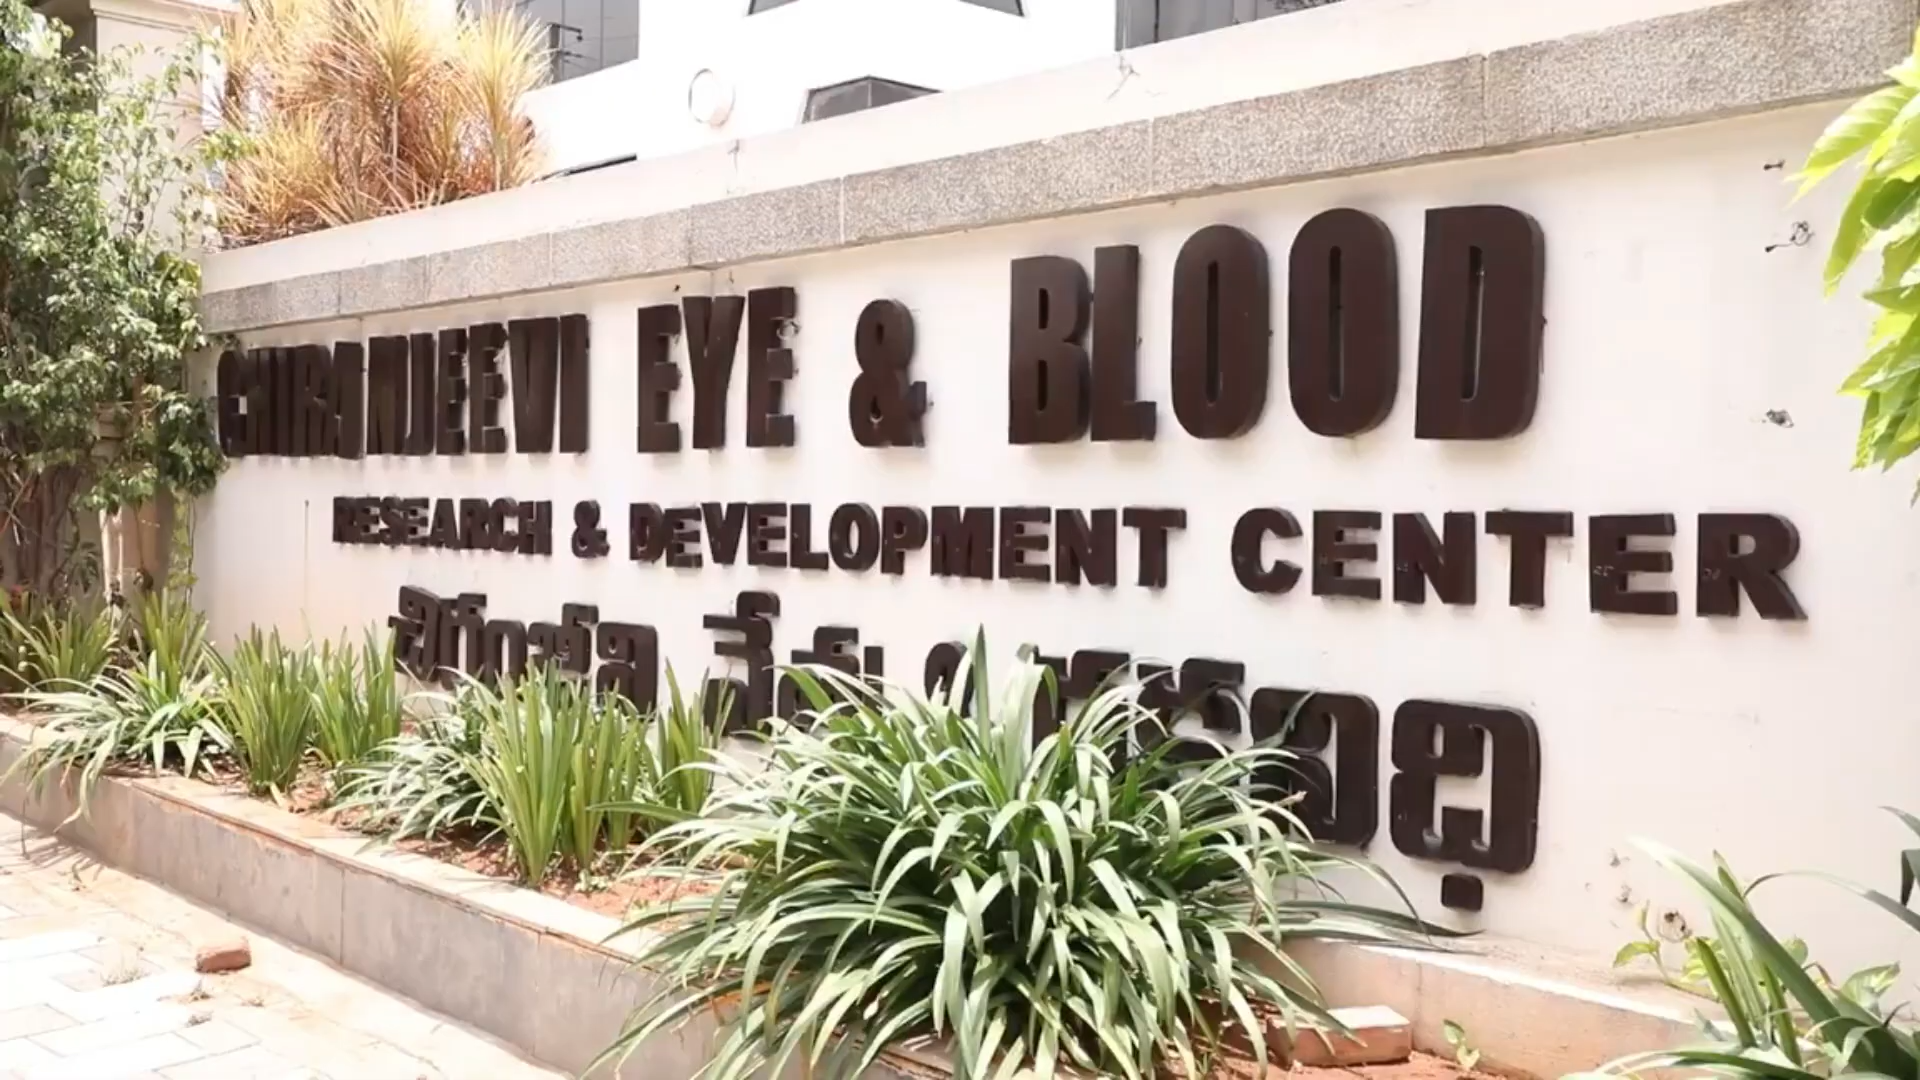 CHIRANJEEVI EYE & BLOOD
RESEARCH & DEVELOPMENT CENTER
చిరంజీవి